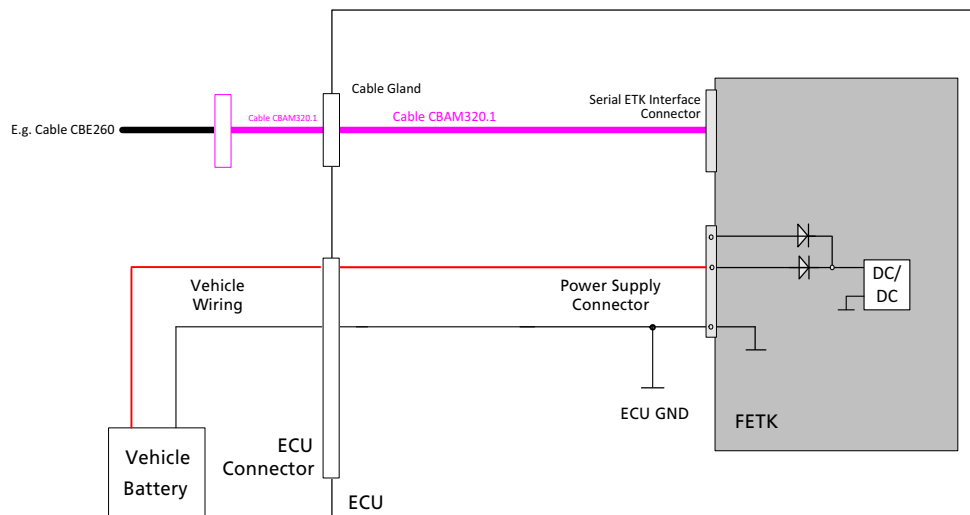 Cable Gland
Serial ETK Interface
Connector
E.g. Cable CBE260
Cable CBAM320.1
Cable CBAM320.1
Vehicle
Wiring
Power Supply
Connector
DC/
DC
ECU GND
FETK
ECU
Connector
Vehicle
Battery
ECU